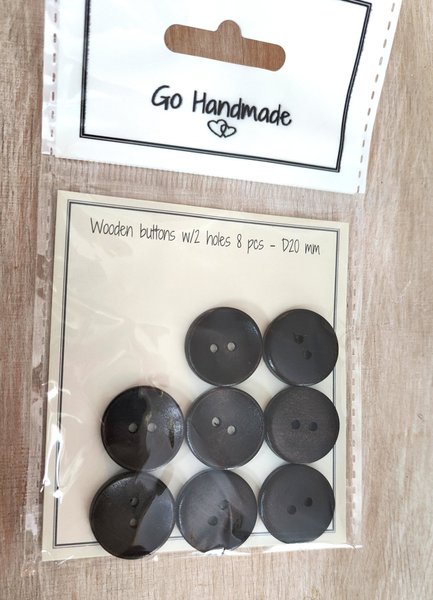 Go Handmade
Wooden buttons w/2 holes 8 pcs - D20 mm